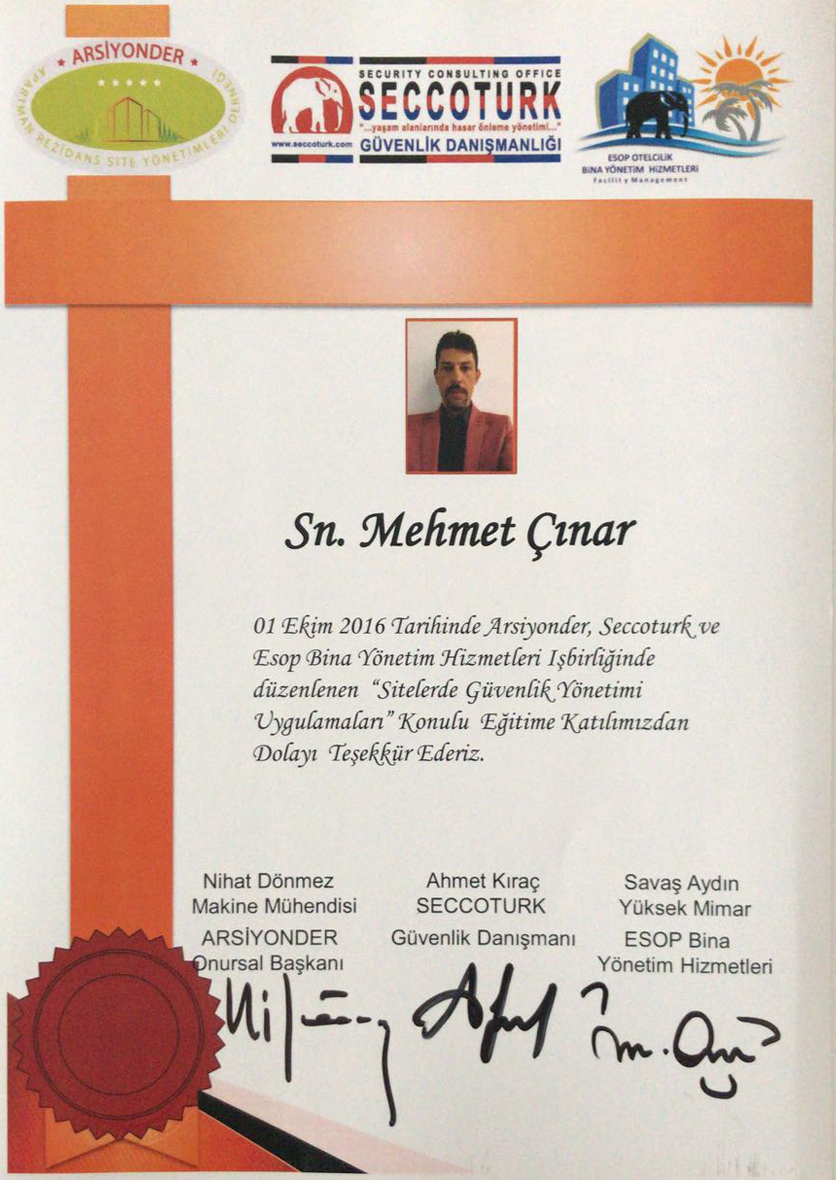 ARSİYONDER
APARTMAN REZİDANS SİTE YÖNETİMLERİ DERNEĞİ
SECURITY CONSULTING OFFICE
SECCOTURK
"...yaşam alanlarında hasar önleme yönetimi..."
www.seccoturk.com GÜVENLİK DANIŞMANLIĞI
ESOP OTELCİLİK
BİNA YÖNETİM HİZMETLERİ
Facility Management
Sn. Mehmet Çınar
01 Ekim 2016 Tarihinde Arsiyonder, Seccoturk ve
Esop Bina Yönetim Hizmetleri Işbirliğinde
düzenlenen "Sitelerde Güvenlik Yönetimi
Uygulamaları" Konulu Eğitime Katılımızdan
Dolayı Teşekkür Ederiz.
Nihat Dönmez
Makine Mühendisi
ARSİYONDER
Onursal Başkanı
Ahmet Kıraç
SECCOTURK
Güvenlik Danışmanı
Savaş Aydın
Yüksek Mimar
ESOP Bina
Yönetim Hizmetleri